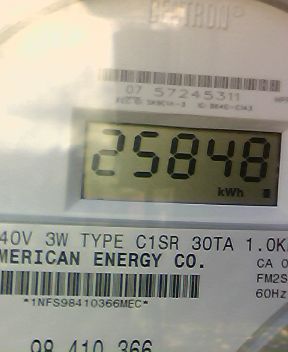 07 57245311
25848
kWh
40V 3W TYPE C1SR 30TA 1.0K
MERICAN ENERGY CO.
CA 0
FM2S
*1NFS98410366MEC*
60Hz
98 410 366